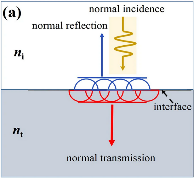 (a)
normal incidence
normal reflection
n_i
interface
n_t
normal transmission